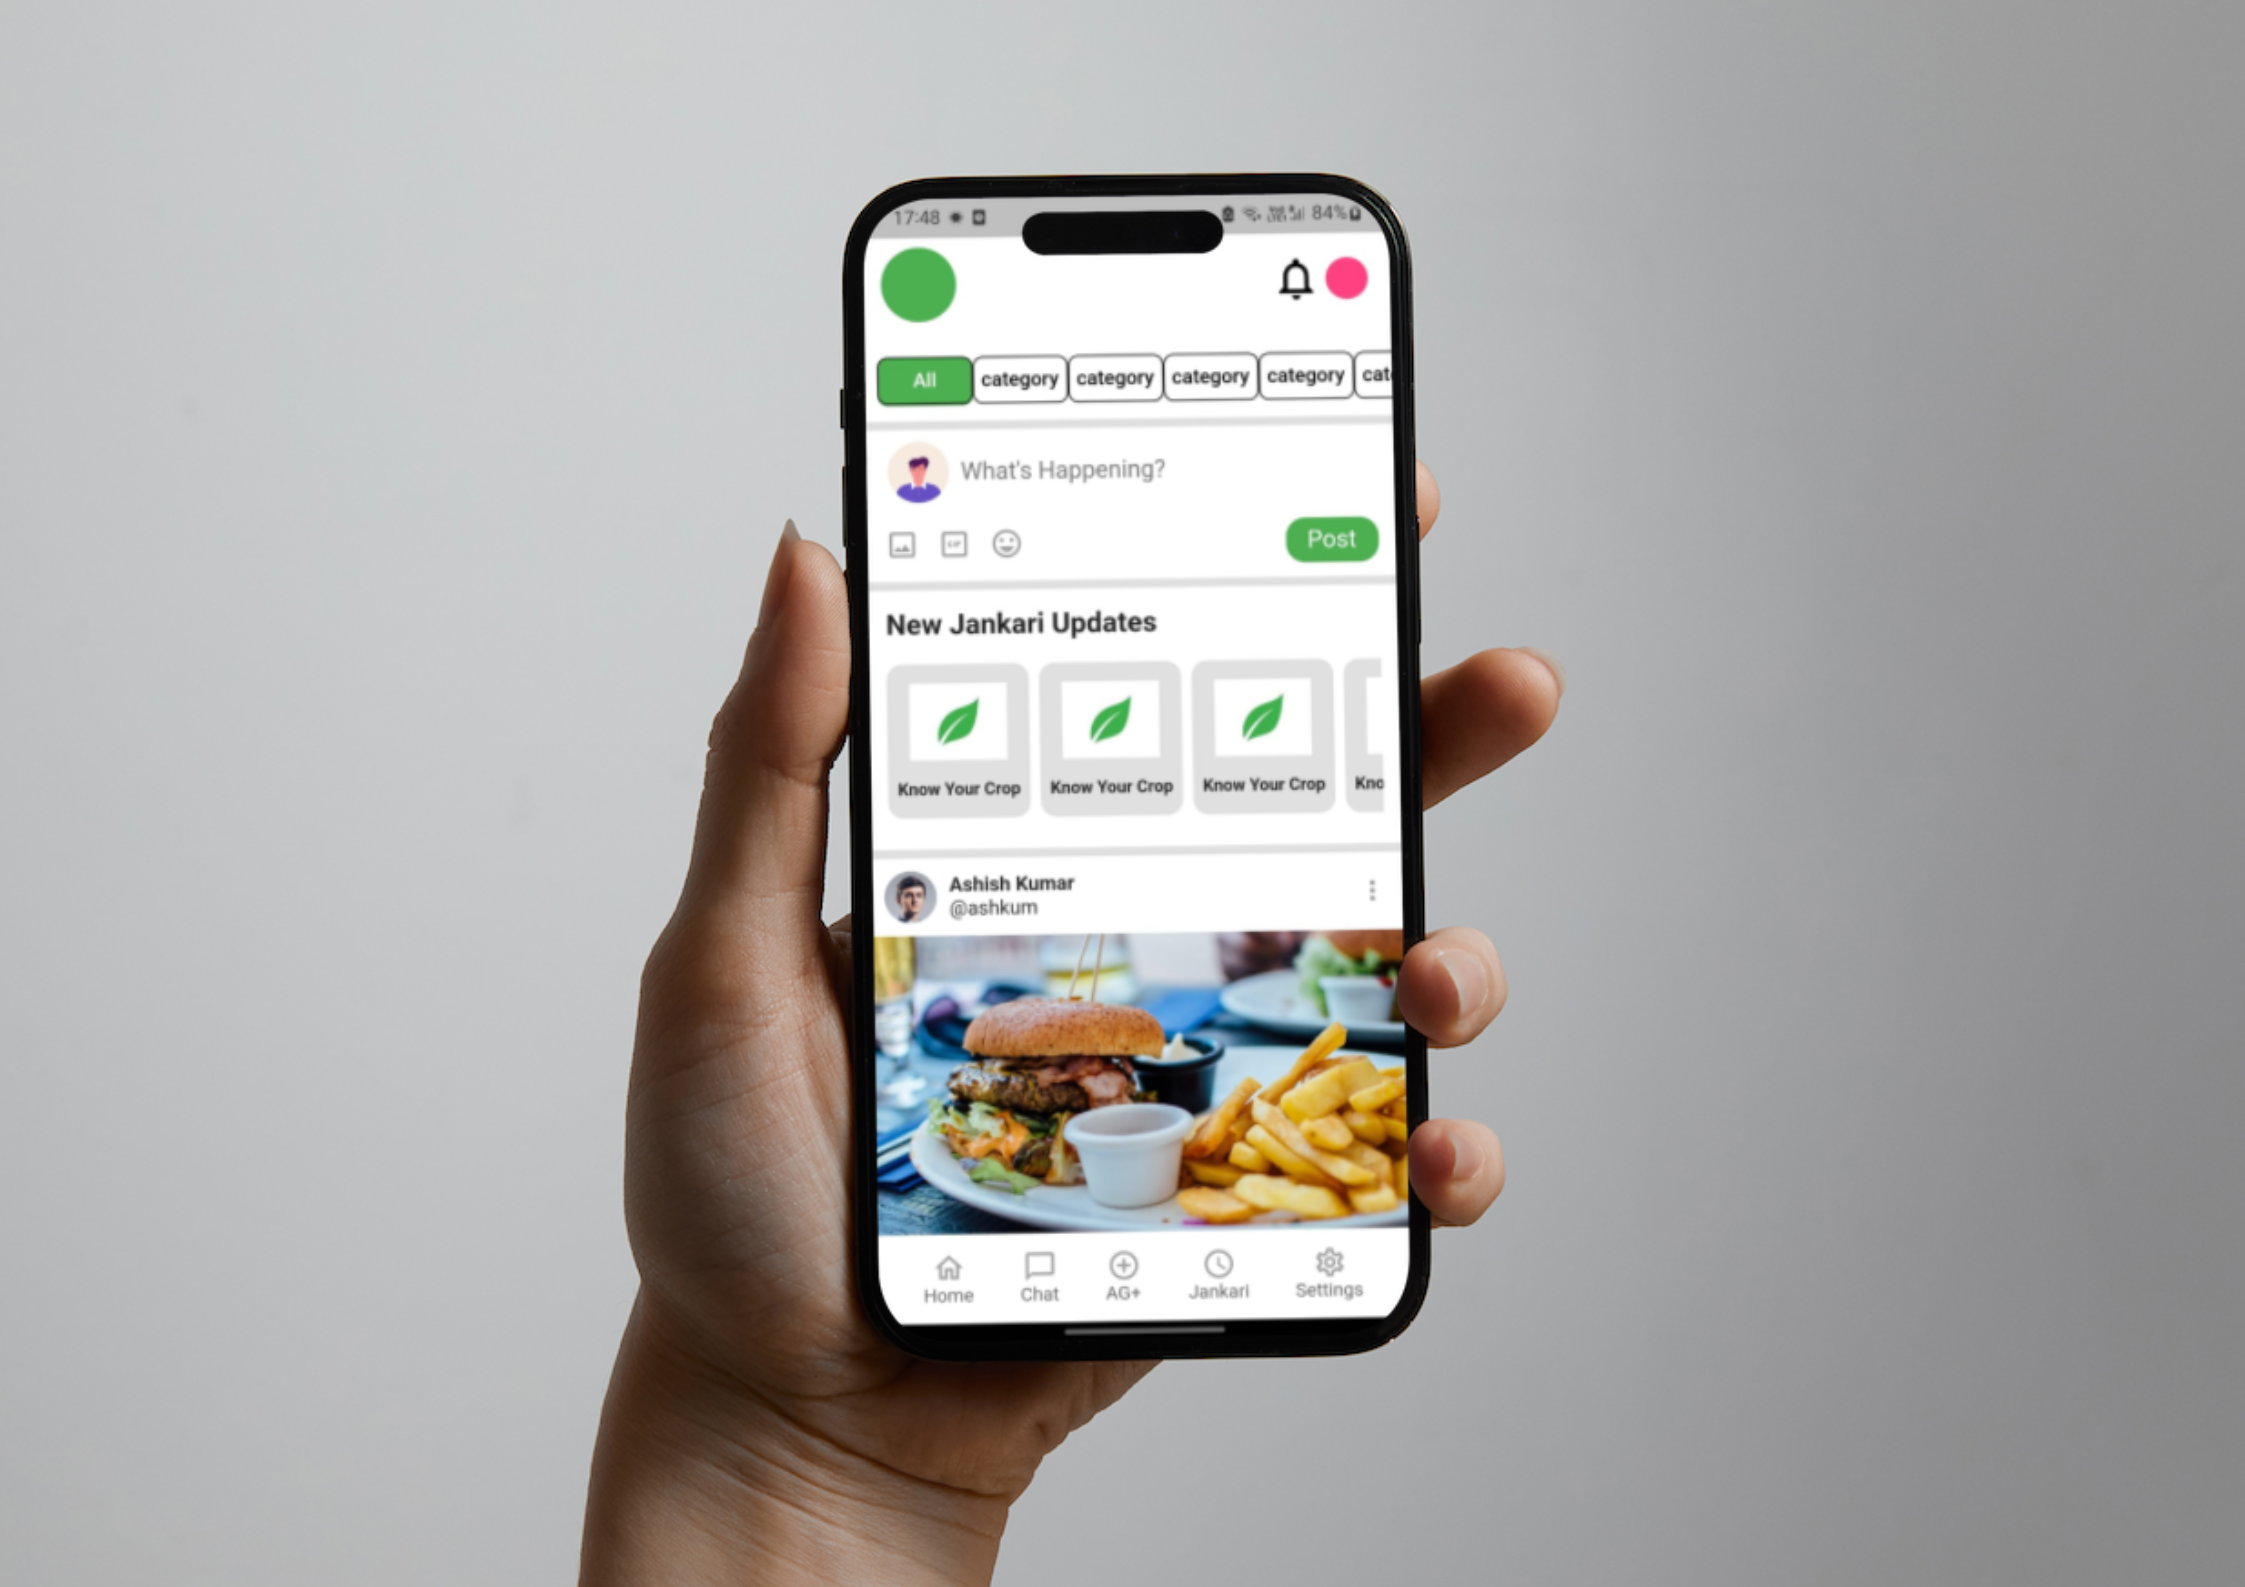 17:48
84%
All category category category category cat
What's Happening?
GIF
Post
New Jankari Updates
Know Your Crop Know Your Crop Know Your Crop Kno
Ashish Kumar
@ashkum
Home Chat AG+ Jankari Settings